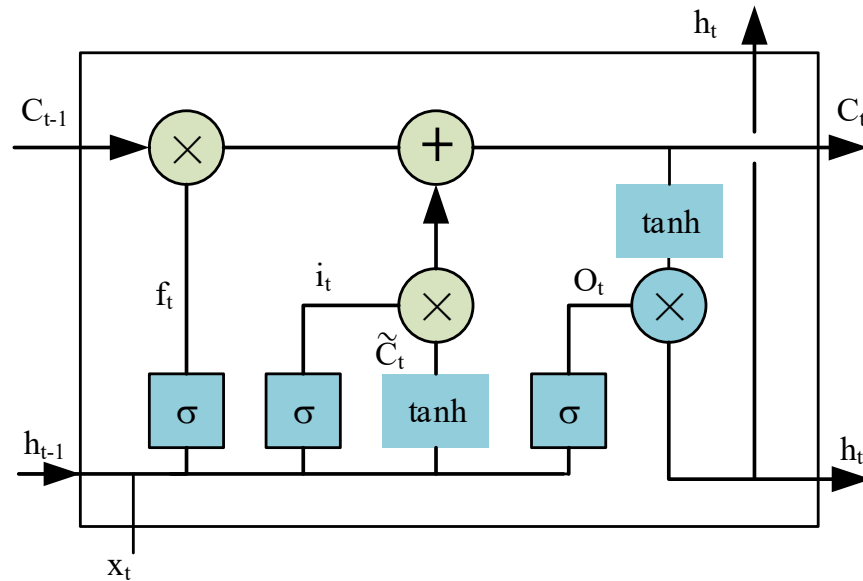 h_t
C_{t-1}
C_t
×
+
tanh
i_t
O_t
f_t
×
×
C̃_t
σ
σ
tanh
σ
h_{t-1}
h_t
x_t